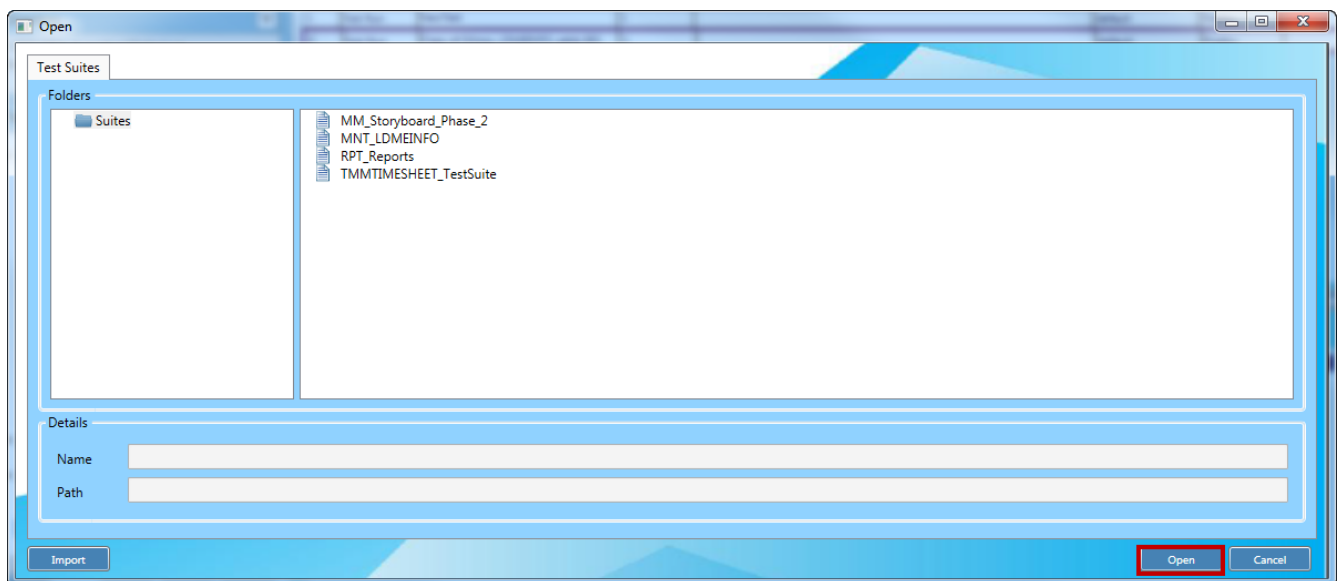 Open
Test Suites
Folders
Suites
MM_Storyboard_Phase_2
MNT_LDMEINFO
RPT_Reports
TMMTIMESHEET_TestSuite
Details
Name
Path
Import
Open
Cancel